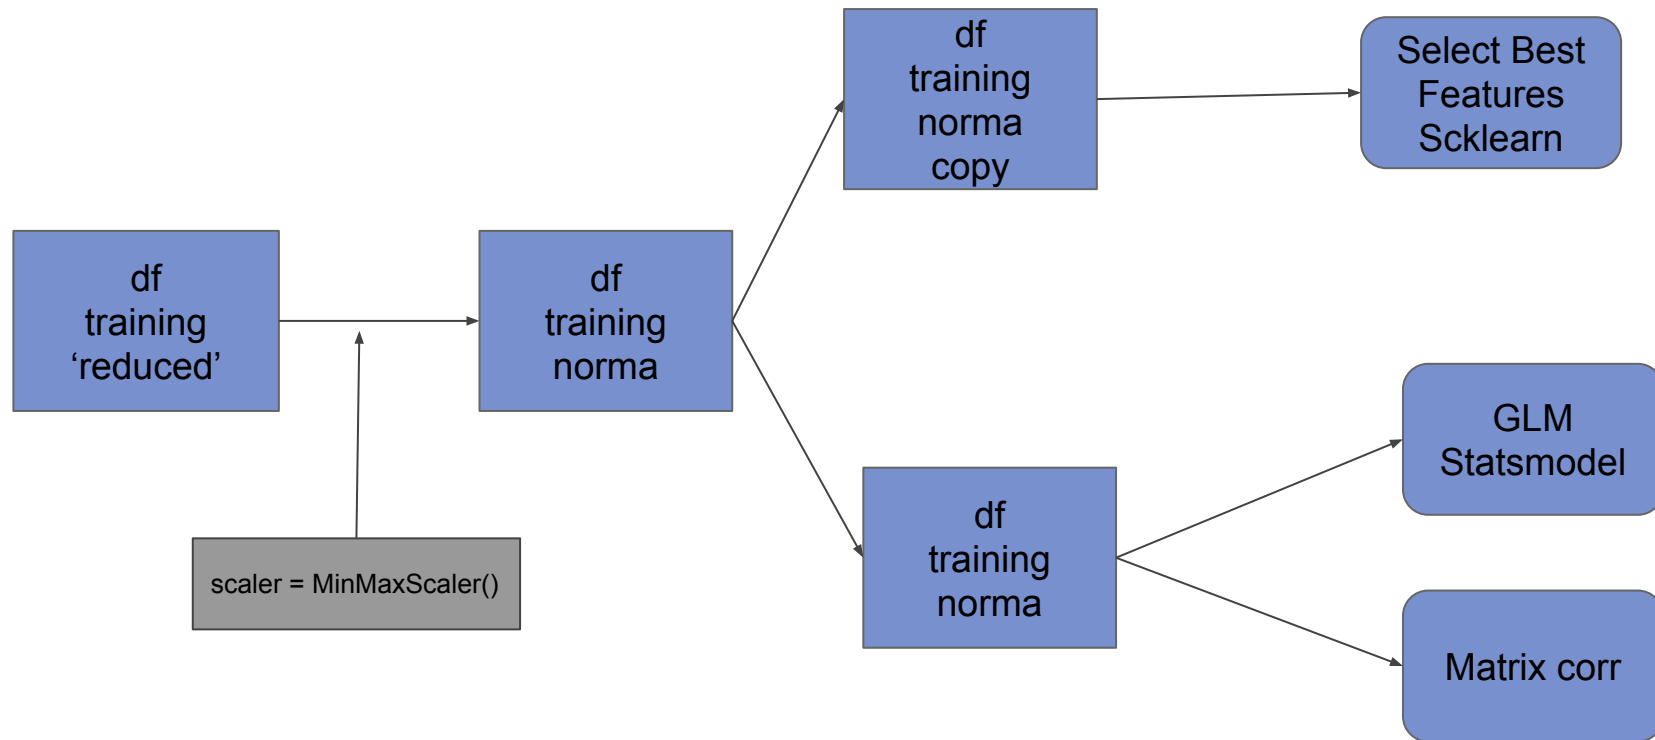 df
training
‘reduced’
scaler = MinMaxScaler()
df
training
norma
df
training
norma
copy
Select Best
Features
Scklearn
df
training
norma
GLM
Statsmodel
Matrix corr